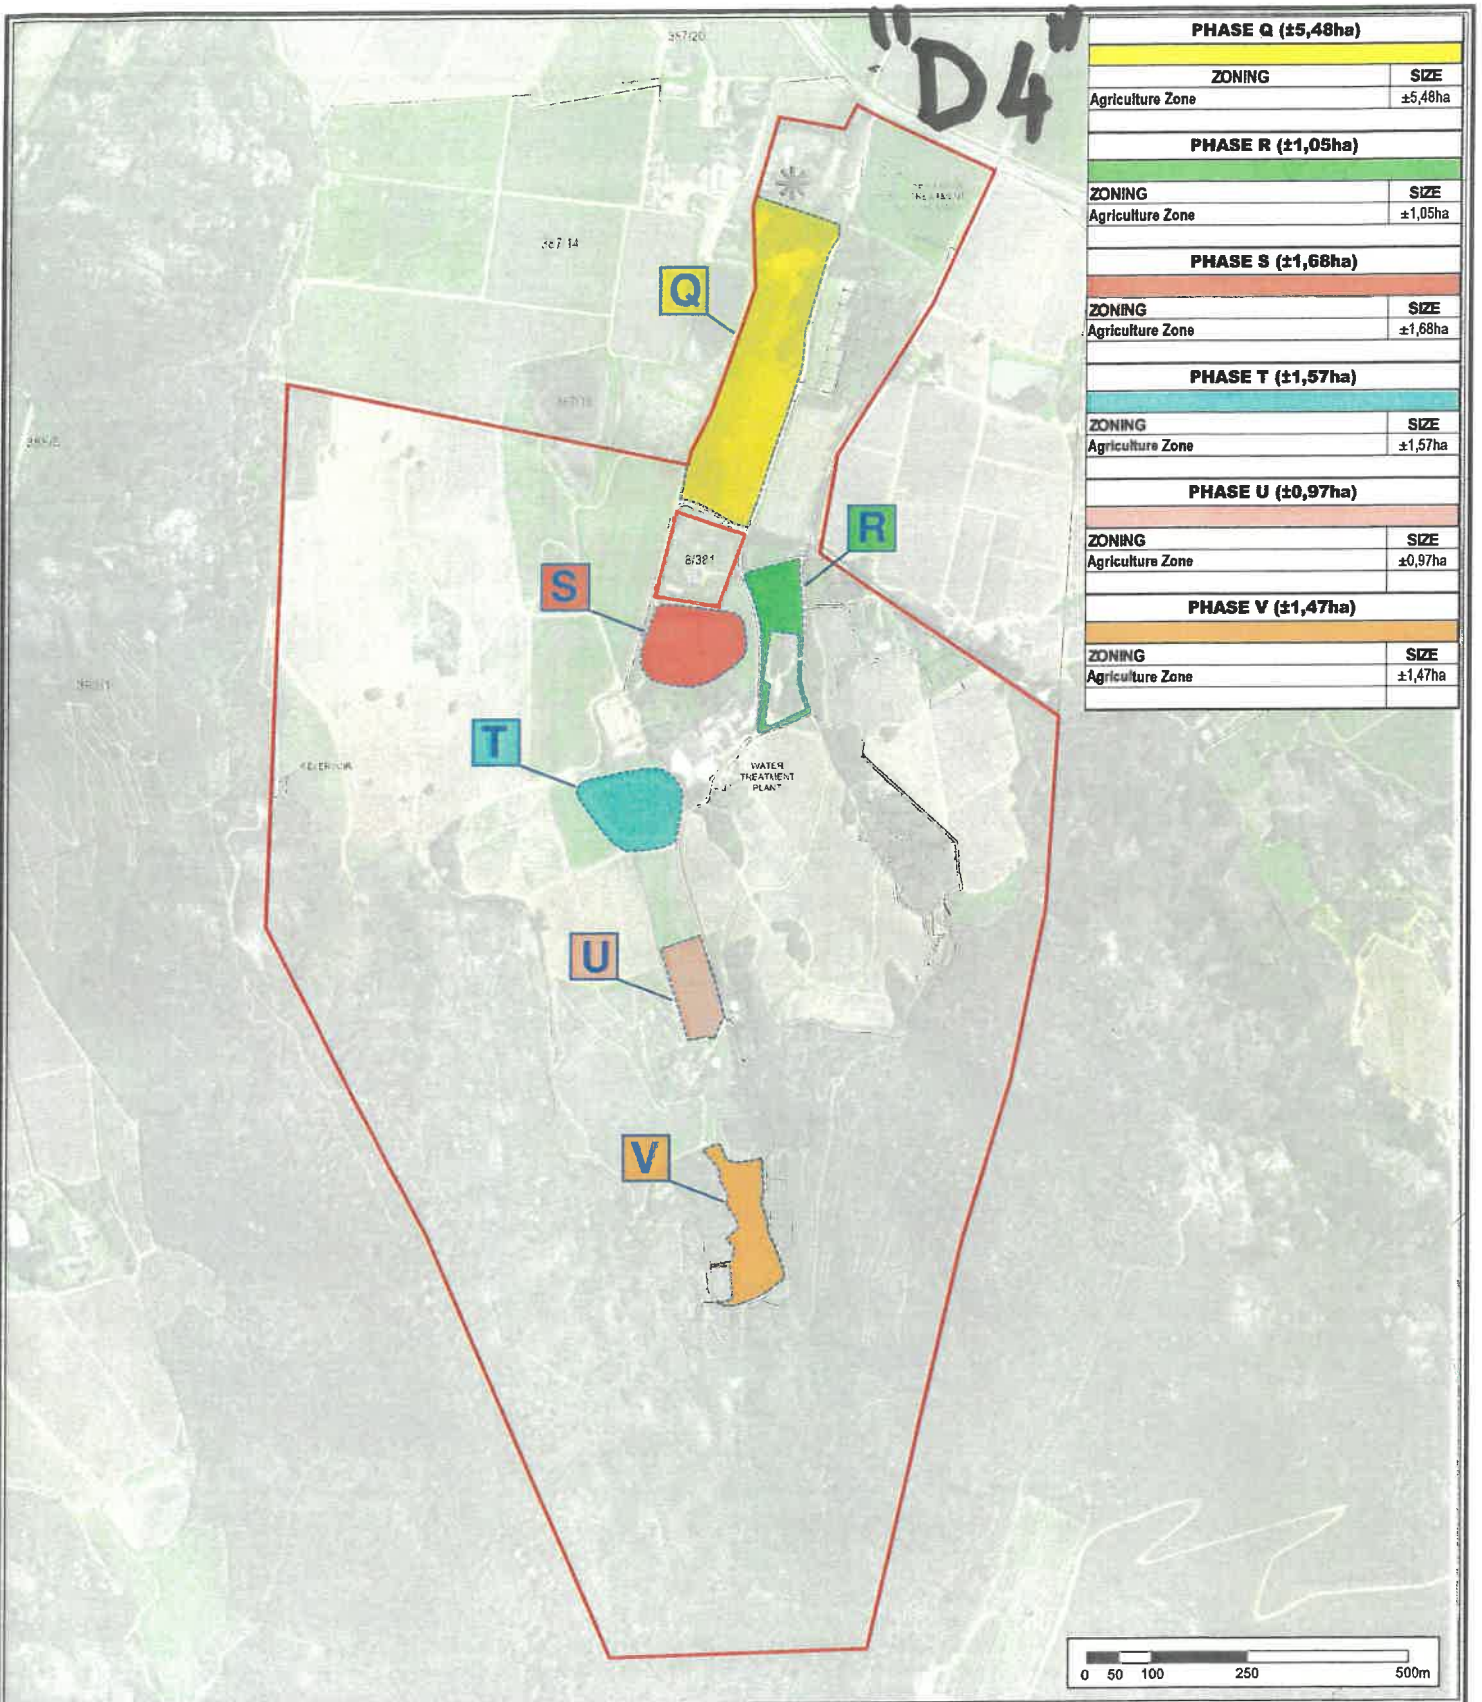 "D4"
387/20
PHASE Q (±5,48ha)
ZONING SIZE
Agriculture Zone ±5,48ha
PHASE R (±1,05ha)
ZONING SIZE
Agriculture Zone ±1,05ha
PHASE S (±1,68ha)
ZONING SIZE
Agriculture Zone ±1,68ha
PHASE T (±1,57ha)
ZONING SIZE
Agriculture Zone ±1,57ha
PHASE U (±0,97ha)
ZONING SIZE
Agriculture Zone ±0,97ha
PHASE V (±1,47ha)
ZONING SIZE
Agriculture Zone ±1,47ha
Q
R
8/381
S
T
WATER
TREATMENT
PLANT
U
V
0 50 100 250 500m